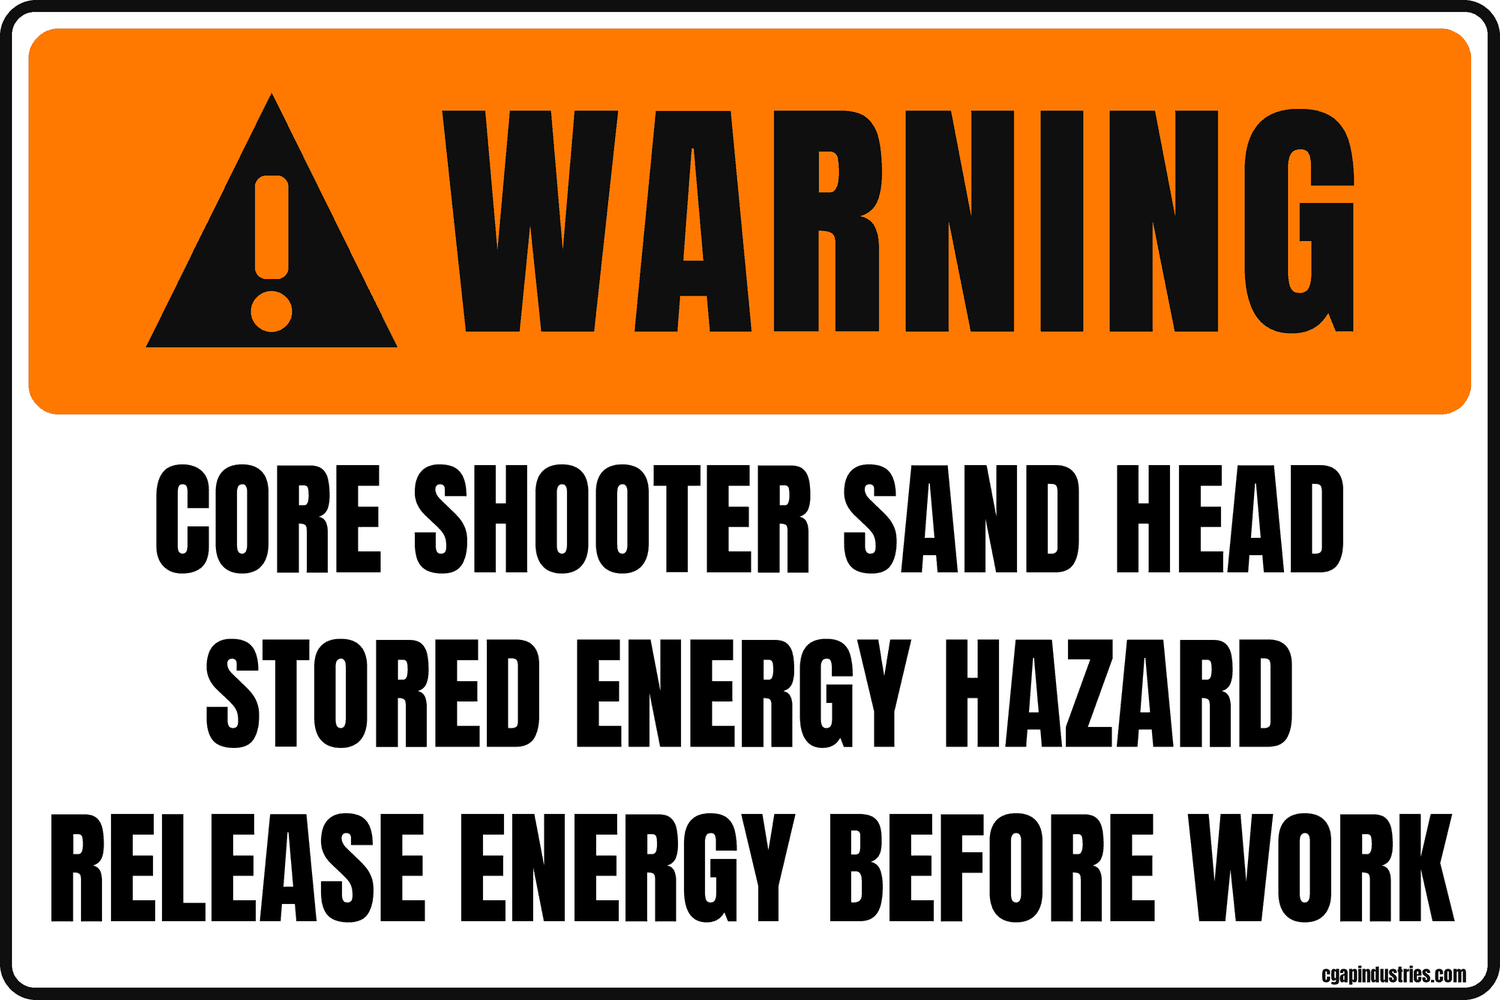 WARNING
CORE SHOOTER SAND HEAD
STORED ENERGY HAZARD
RELEASE ENERGY BEFORE WORK
cgapindustries.com